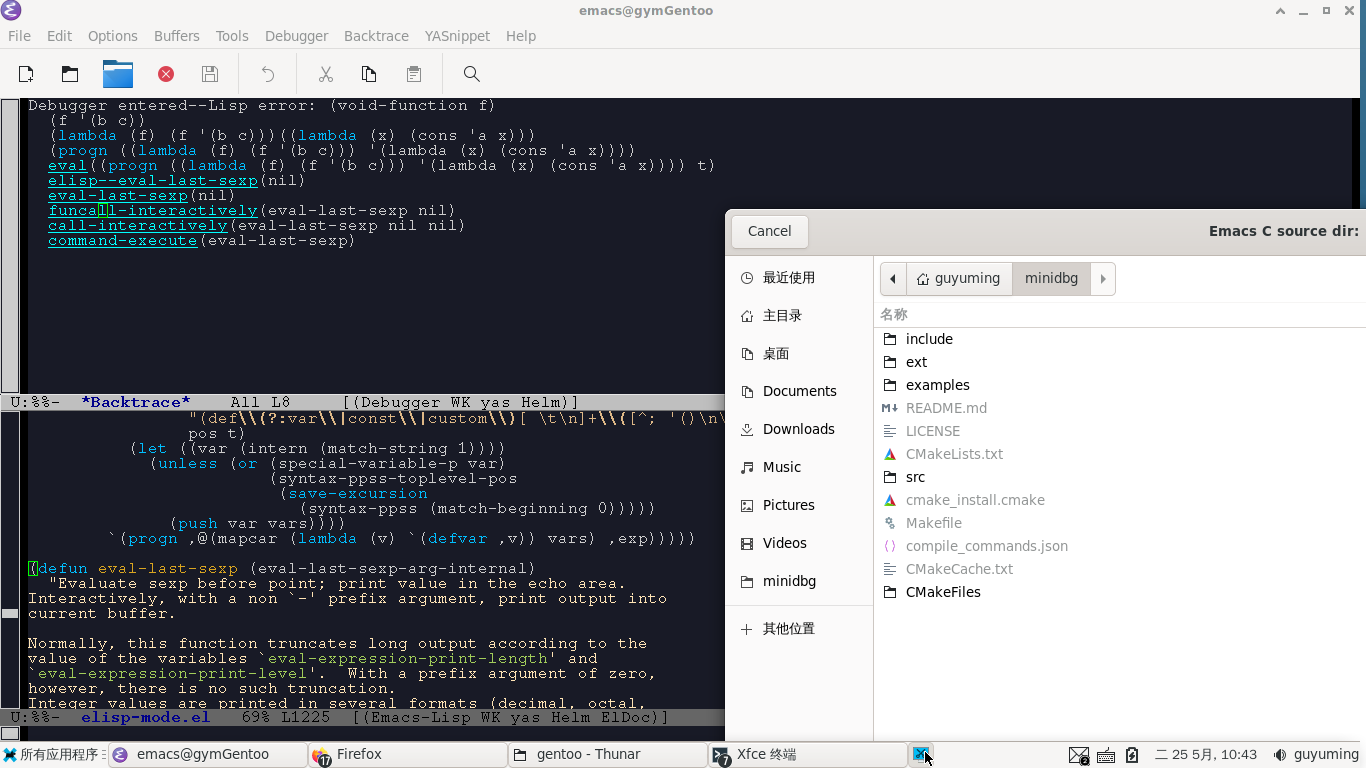 emacs@gymGentoo
File Edit Options Buffers Tools Debugger Backtrace YASnippet Help
Debugger entered--Lisp error: (void-function f)
(f '(b c))
(lambda (f) (f '(b c)))((lambda (x) (cons 'a x)))
(progn ((lambda (f) (f '(b c))) '(lambda (x) (cons 'a x))))
eval((progn ((lambda (f) (f '(b c))) '(lambda (x) (cons 'a x)))) t)
elisp--eval-last-sexp(nil)
eval-last-sexp(nil)
funcall-interactively(eval-last-sexp nil)
call-interactively(eval-last-sexp nil nil)
command-execute(eval-last-sexp)
U:%%- *Backtrace* All L8 [(Debugger WK yas Helm)]
"(def\\(?:var\\|const\\|custom\\)[ \t\n]+\\([^; '()\n\
pos t)
(let ((var (intern (match-string 1))))
(unless (or (special-variable-p var)
(syntax-ppss-toplevel-pos
(save-excursion
(syntax-ppss (match-beginning 0)))))
(push var vars))))
`(progn ,@(mapcar (lambda (v) `(defvar ,v)) vars) ,exp)))))
(defun eval-last-sexp (eval-last-sexp-arg-internal)
"Evaluate sexp before point; print value in the echo area.
Interactively, with a non `-' prefix argument, print output into
current buffer.
Normally, this function truncates long output according to the
value of the variables `eval-expression-print-length' and
`eval-expression-print-level'. With a prefix argument of zero,
however, there is no such truncation.
Integer values are printed in several formats (decimal, octal,
U:%%- elisp-mode.el 69% L1225 [(Emacs-Lisp WK yas Helm ElDoc)]
Cancel
Emacs C source dir:
最近使用
主目录
桌面
Documents
Downloads
Music
Pictures
Videos
minidbg
其他位置
guyuming minidbg
名称
include
ext
examples
README.md
LICENSE
CMakeLists.txt
src
cmake_install.cmake
Makefile
compile_commands.json
CMakeCache.txt
CMakeFiles
所有应用程序 emacs@gymGentoo 17 Firefox gentoo - Thunar 7 Xfce 终端 2 二 25 5月, 10:43 guyuming